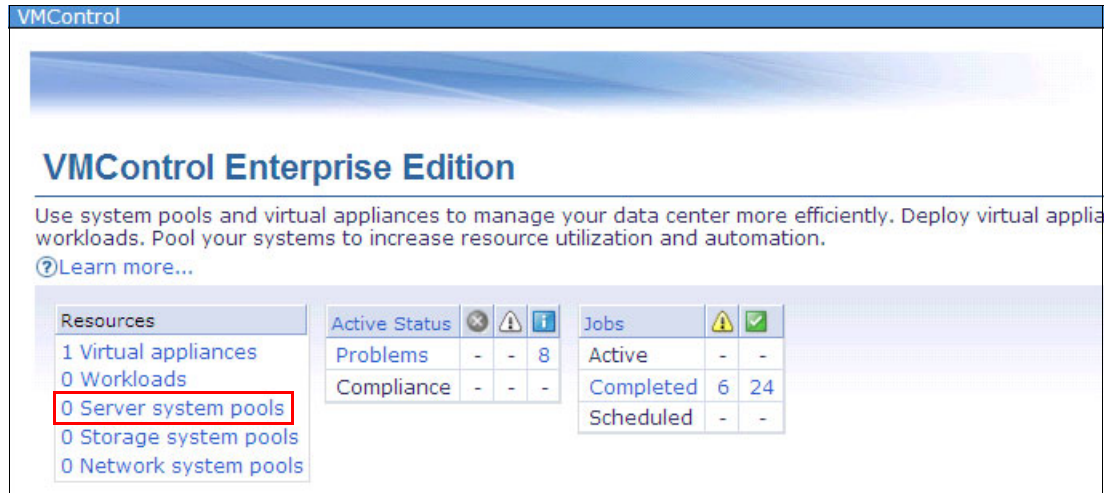 VMControl
VMControl Enterprise Edition
Use system pools and virtual appliances to manage your data center more efficiently. Deploy virtual
workloads. Pool your systems to increase resource utilization and automation.
?Learn more...
Resources
1 Virtual appliances
0 Workloads
0 Server system pools
0 Storage system pools
0 Network system pools
Active Status
Problems - - 8
Compliance - - -
Jobs
Active - -
Completed 6 24
Scheduled - -